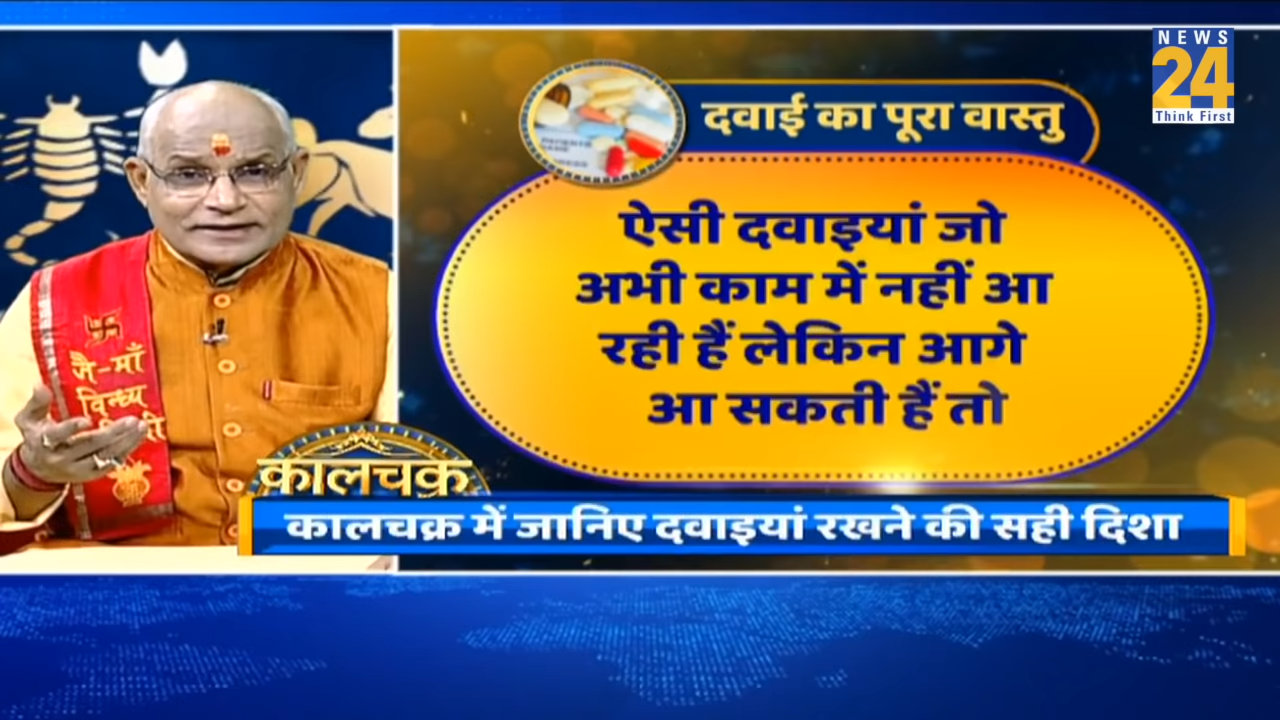 NEWS
24
Think First
दवाई का पूरा वास्तु
ऐसी दवाइयां जो
अभी काम में नहीं आ
रही हैं लेकिन आगे
आ सकती हैं तो
जै-माँ
विन्ध्य
कालचक्र
कालचक्र में जानिए दवाइयां रखने की सही दिशा